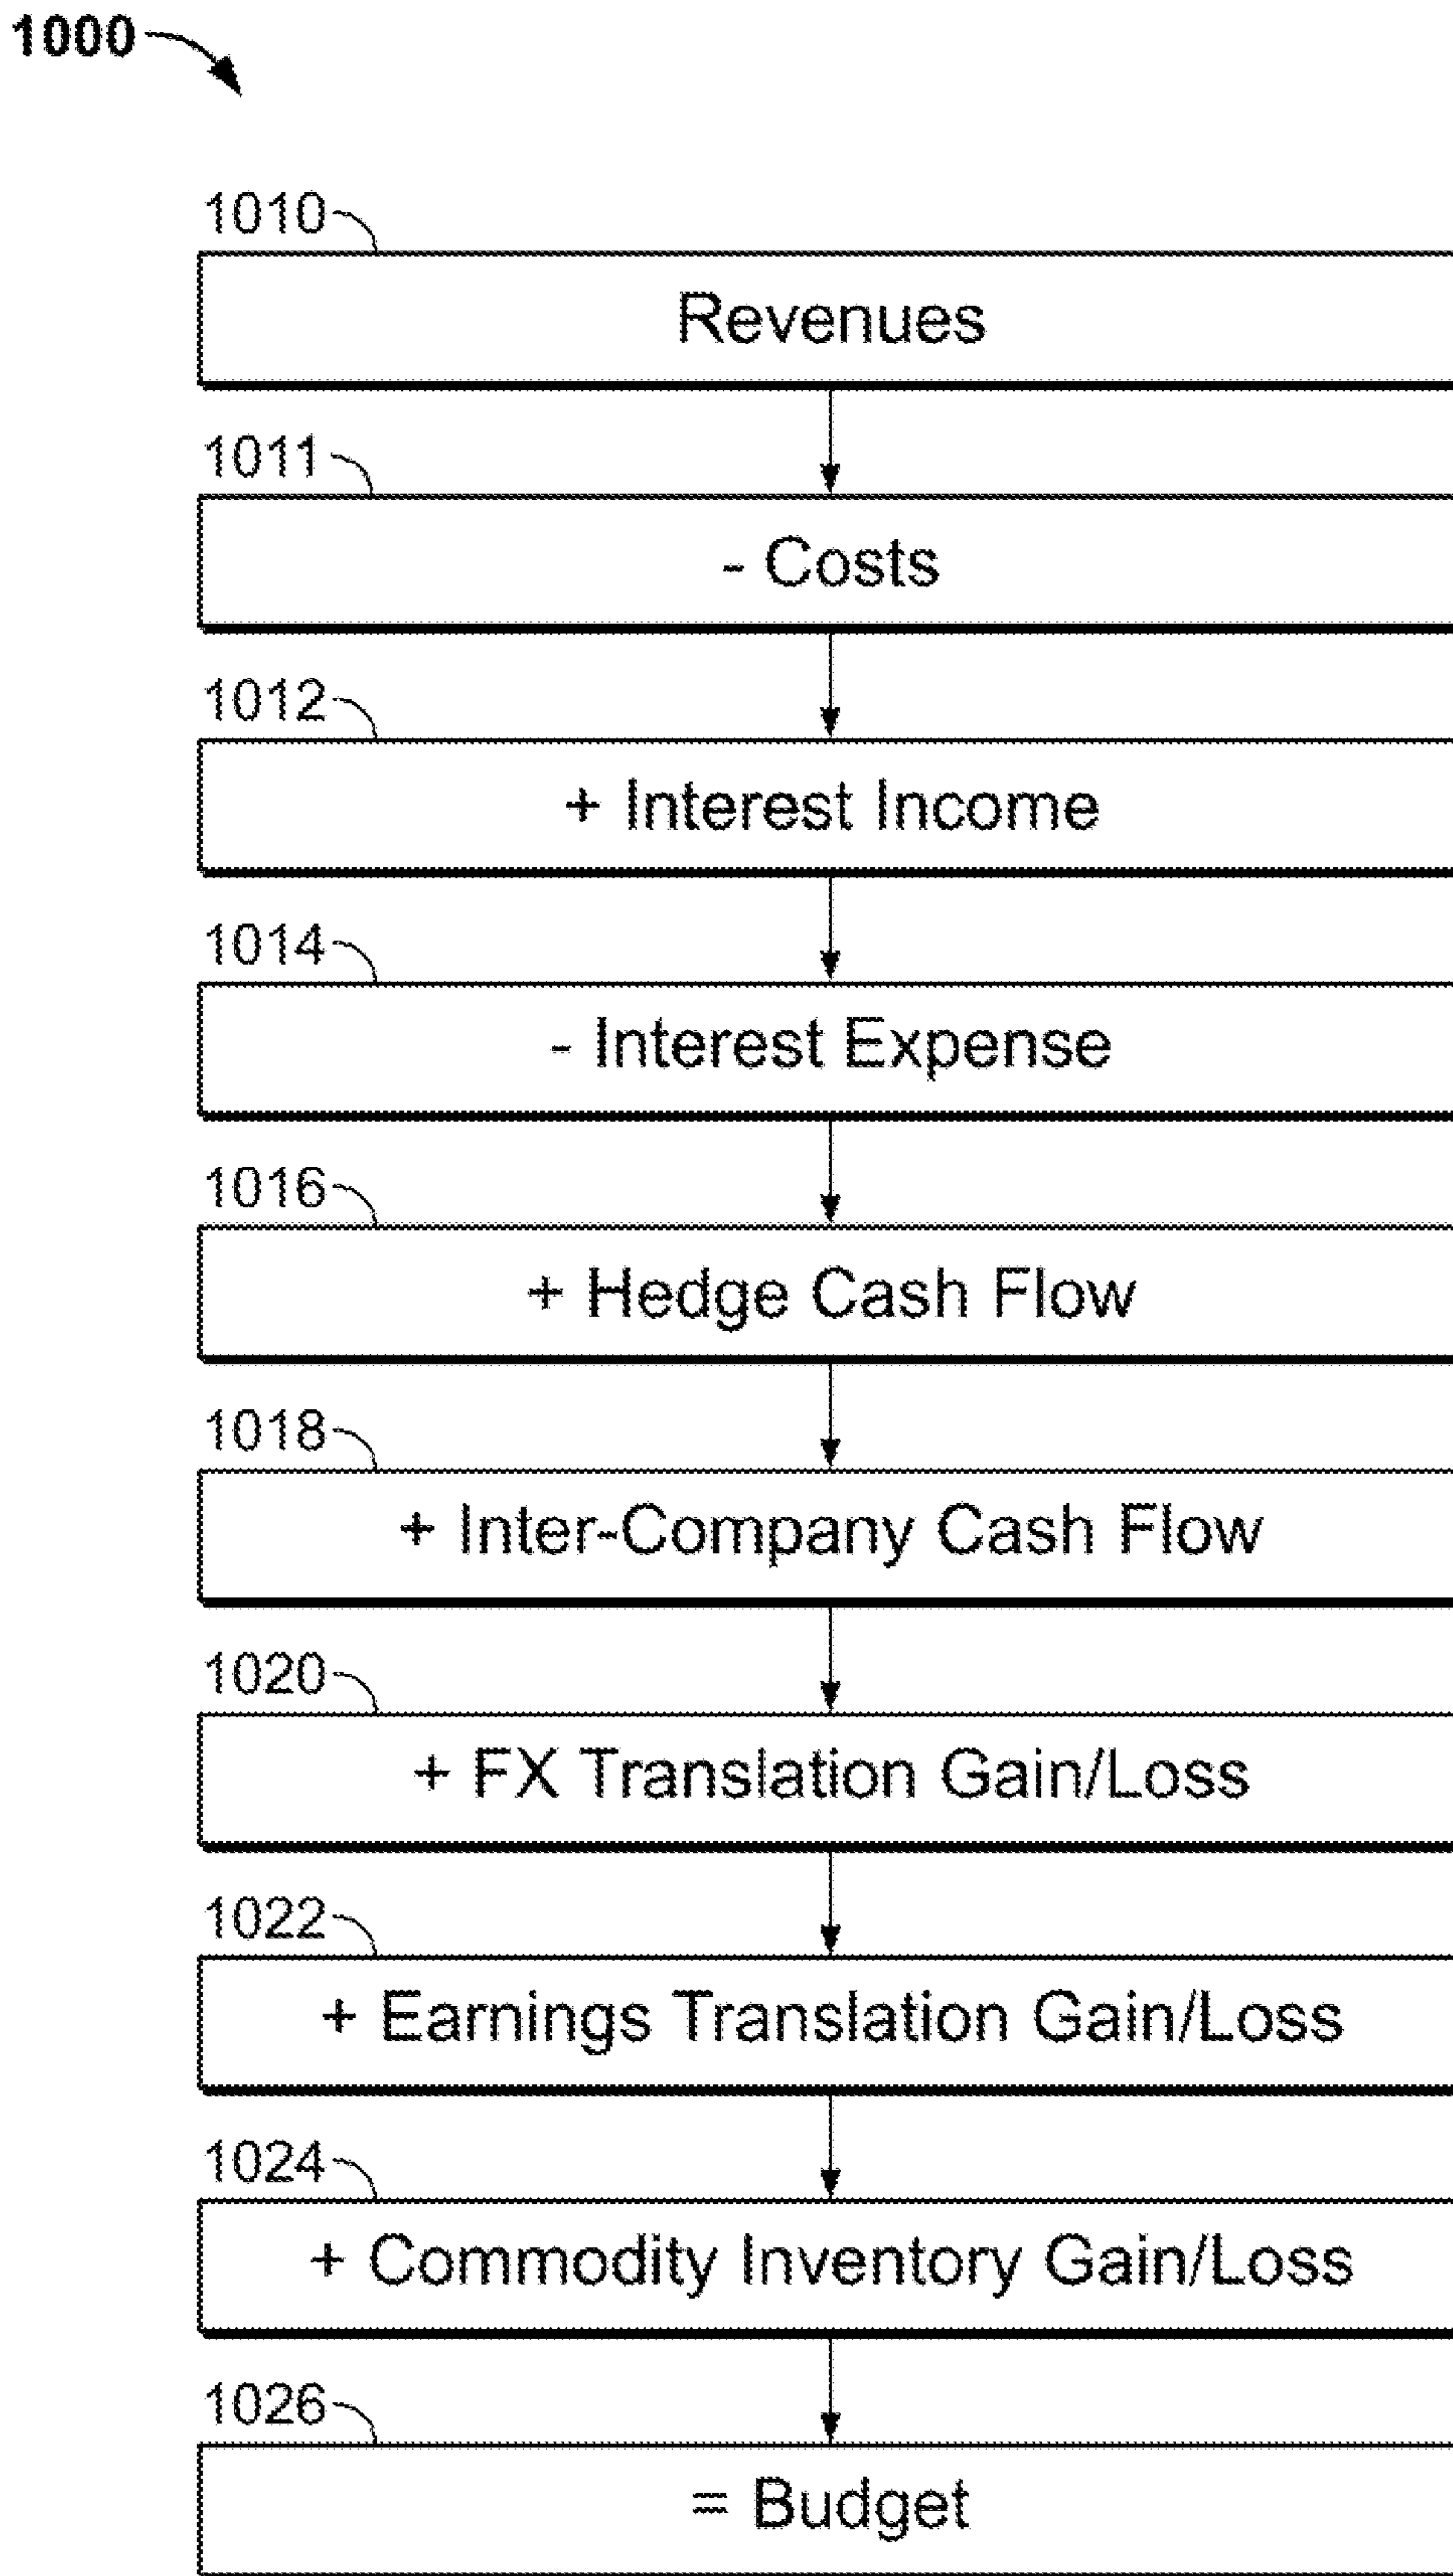 1000
1010
Revenues
1011
- Costs
1012
+ Interest Income
1014
- Interest Expense
1016
+ Hedge Cash Flow
1018
+ Inter-Company Cash Flow
1020
+ FX Translation Gain/Loss
1022
+ Earnings Translation Gain/Loss
1024
+ Commodity Inventory Gain/Loss
1026
= Budget